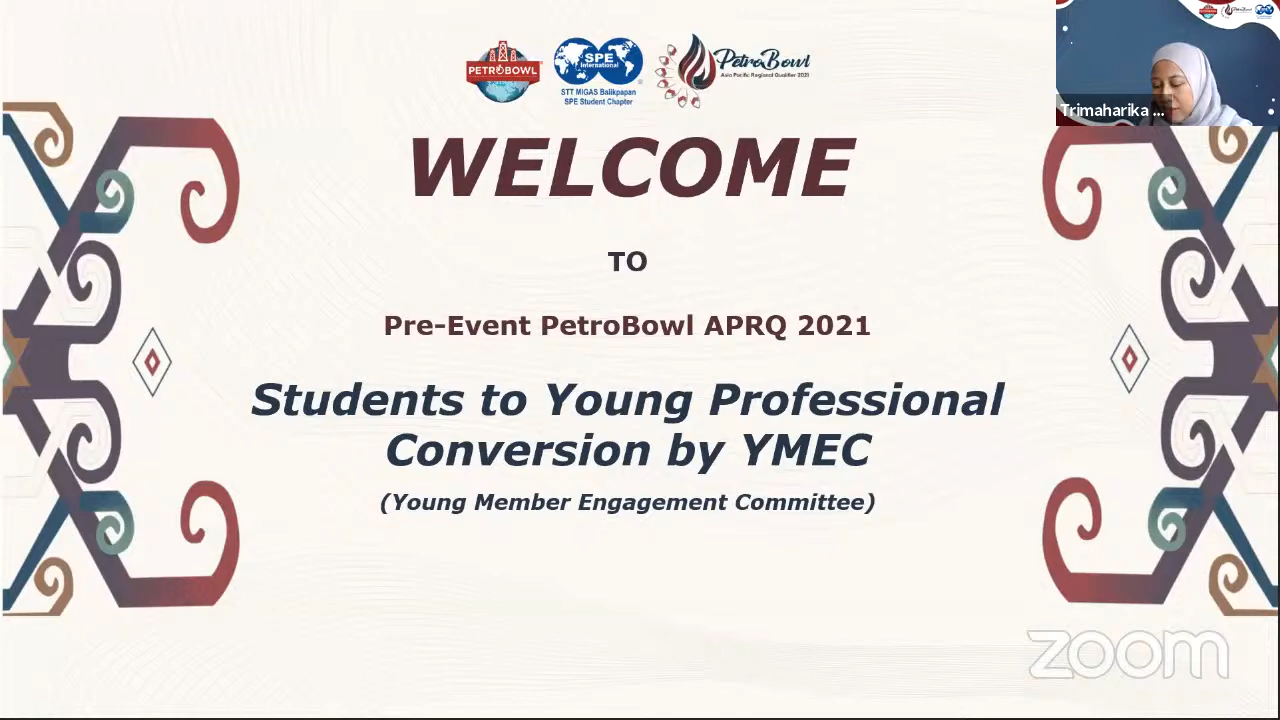 PETROBOWL
SPE
International
STT MIGAS Balikpapan
SPE Student Chapter
PetroBowl
Asia Pacific Regional Qualifier 2021
Trimaharika ...
WELCOME
TO
Pre-Event PetroBowl APRQ 2021
Students to Young Professional
Conversion by YMEC
(Young Member Engagement Committee)
zoom